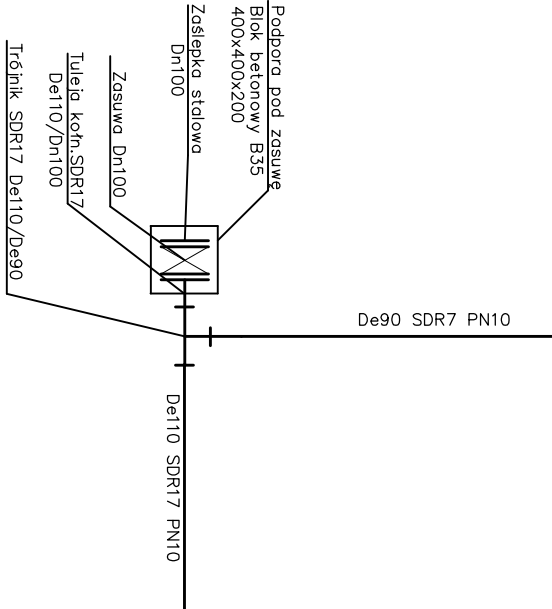 Podpora pod zasuwę
Blok betonowy B35
400x400x200
Zaślepka stalowa
Dn100
Zasuwa Dn100
Tuleja kołn.SDR17
De110/Dn100
Trójnik SDR17 De110/De90
De90 SDR7 PN10
De110 SDR17 PN10